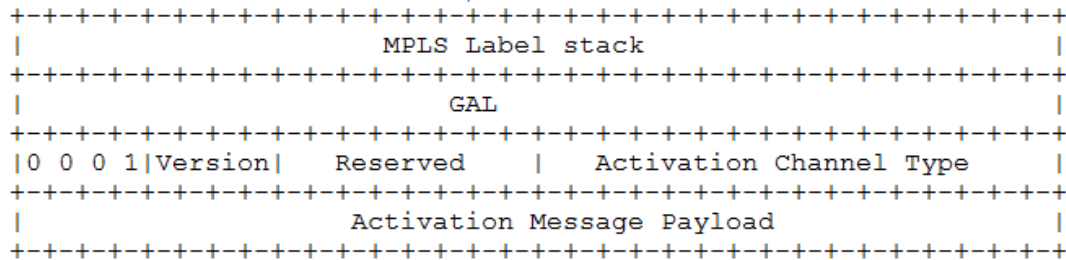 +-+-+-+-+-+-+-+-+-+-+-+-+-+-+-+-+-+-+-+-+-+-+-+-+-+-+-+-+-+-+-+-+
|                      MPLS Label stack                         |
+-+-+-+-+-+-+-+-+-+-+-+-+-+-+-+-+-+-+-+-+-+-+-+-+-+-+-+-+-+-+-+-+
|                          GAL                                  |
+-+-+-+-+-+-+-+-+-+-+-+-+-+-+-+-+-+-+-+-+-+-+-+-+-+-+-+-+-+-+-+-+
|0 0 0 1|Version|   Reserved    |   Activation Channel Type     |
+-+-+-+-+-+-+-+-+-+-+-+-+-+-+-+-+-+-+-+-+-+-+-+-+-+-+-+-+-+-+-+-+
|                    Activation Message Payload                 |
+-+-+-+-+-+-+-+-+-+-+-+-+-+-+-+-+-+-+-+-+-+-+-+-+-+-+-+-+-+-+-+-+